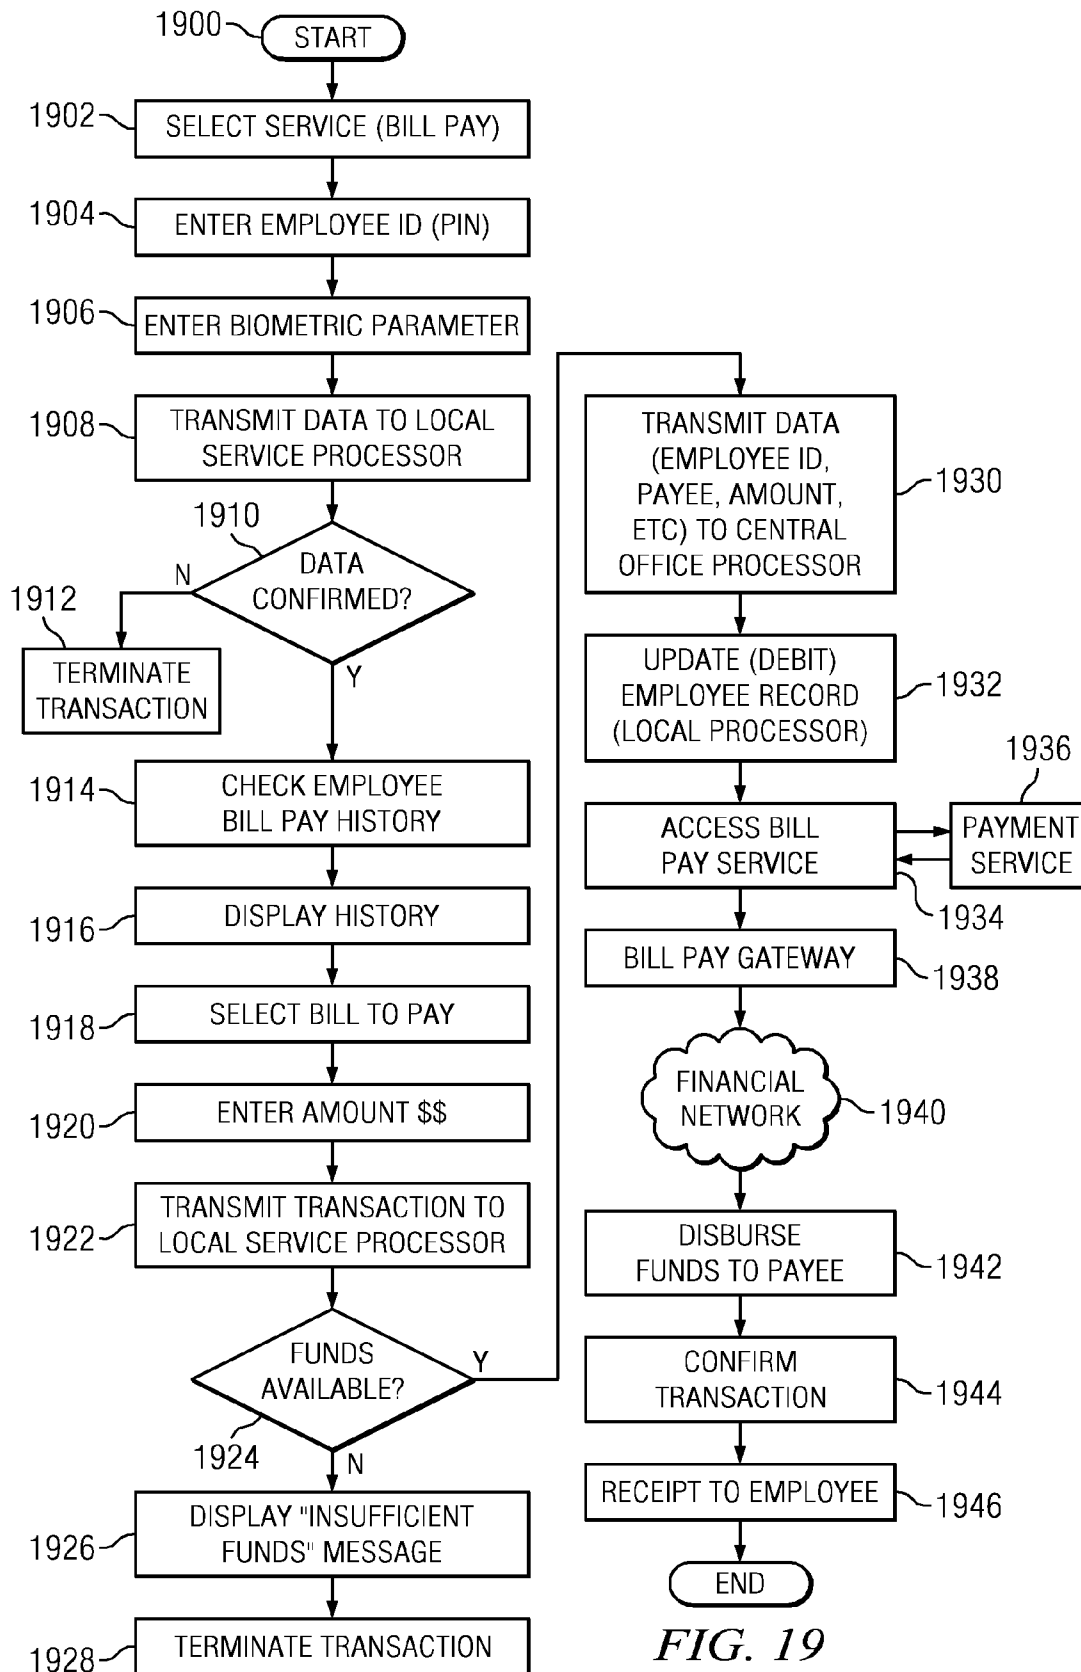 1900
START
1902
SELECT SERVICE (BILL PAY)
1904
ENTER EMPLOYEE ID (PIN)
1906
ENTER BIOMETRIC PARAMETER
1908
TRANSMIT DATA TO LOCAL
SERVICE PROCESSOR
1910
DATA
CONFIRMED?
N
Y
1912
TERMINATE
TRANSACTION
1914
CHECK EMPLOYEE
BILL PAY HISTORY
1916
DISPLAY HISTORY
1918
SELECT BILL TO PAY
1920
ENTER AMOUNT $$
1922
TRANSMIT TRANSACTION TO
LOCAL SERVICE PROCESSOR
FUNDS
AVAILABLE?
Y
1924
N
1926
DISPLAY "INSUFFICIENT
FUNDS" MESSAGE
1928
TERMINATE TRANSACTION
TRANSMIT DATA
(EMPLOYEE ID,
PAYEE, AMOUNT,
ETC) TO CENTRAL
OFFICE PROCESSOR
1930
UPDATE (DEBIT)
EMPLOYEE RECORD
(LOCAL PROCESSOR)
1932
ACCESS BILL
PAY SERVICE
1934
1936
PAYMENT
SERVICE
BILL PAY GATEWAY
1938
FINANCIAL
NETWORK
1940
DISBURSE
FUNDS TO PAYEE
1942
CONFIRM
TRANSACTION
1944
RECEIPT TO EMPLOYEE
1946
END
FIG. 19